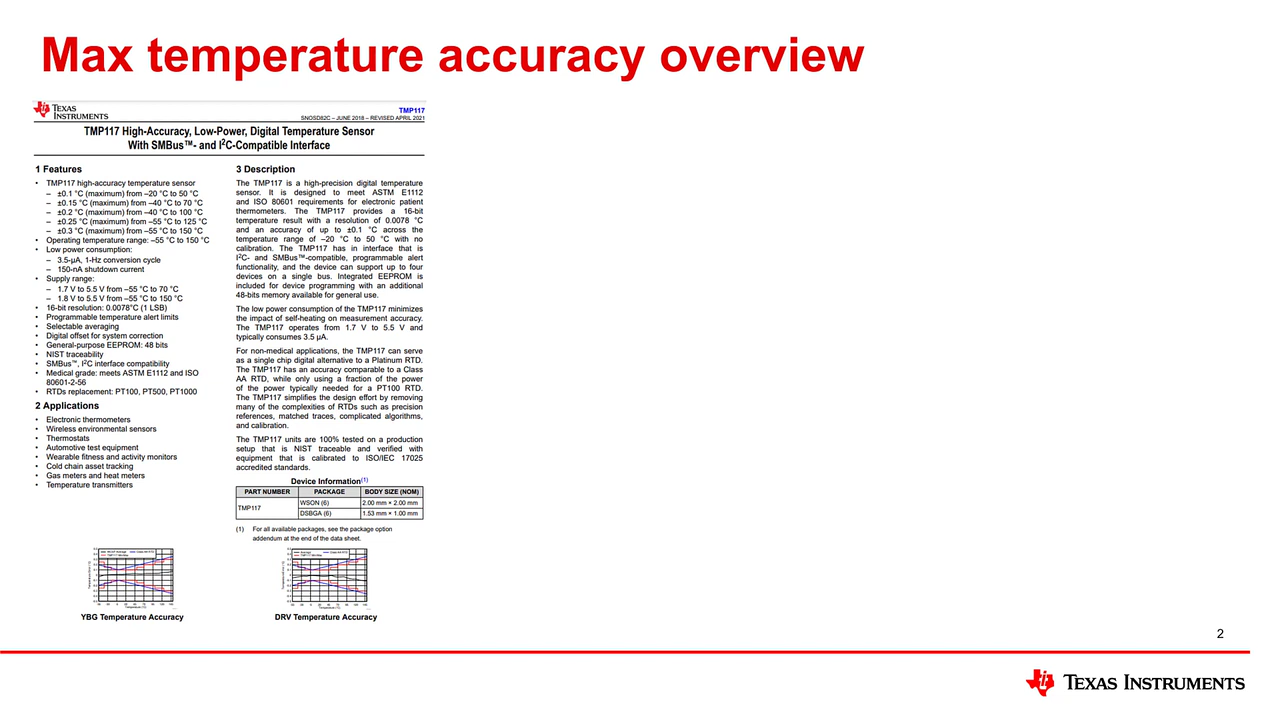 Max temperature accuracy overview
TEXAS
INSTRUMENTS
TMP117
SNOSD82C – JUNE 2018 – REVISED APRIL 2021
TMP117 High-Accuracy, Low-Power, Digital Temperature Sensor
With SMBus™- and I²C-Compatible Interface
1 Features
• TMP117 high-accuracy temperature sensor
– ±0.1 °C (maximum) from –20 °C to 50 °C
– ±0.15 °C (maximum) from –40 °C to 70 °C
– ±0.2 °C (maximum) from –40 °C to 100 °C
– ±0.25 °C (maximum) from –55 °C to 125 °C
– ±0.3 °C (maximum) from –55 °C to 150 °C
• Operating temperature range: –55 °C to 150 °C
• Low power consumption:
– 3.5-μA, 1-Hz conversion cycle
– 150-nA shutdown current
• Supply range:
– 1.7 V to 5.5 V from –55 °C to 70 °C
– 1.8 V to 5.5 V from –55 °C to 150 °C
• 16-bit resolution: 0.0078°C (1 LSB)
• Programmable temperature alert limits
• Selectable averaging
• Digital offset for system correction
• General-purpose EEPROM: 48 bits
• NIST traceability
• SMBus™, I²C interface compatibility
• Medical grade: meets ASTM E1112 and ISO
80601-2-56
• RTDs replacement: PT100, PT500, PT1000
2 Applications
• Electronic thermometers
• Wireless environmental sensors
• Thermostats
• Automotive test equipment
• Wearable fitness and activity monitors
• Cold chain asset tracking
• Gas meters and heat meters
• Temperature transmitters
3 Description
The TMP117 is a high-precision digital temperature
sensor. It is designed to meet ASTM E1112
and ISO 80601 requirements for electronic patient
thermometers. The TMP117 provides a 16-bit
temperature result with a resolution of 0.0078 °C
and an accuracy of up to ±0.1 °C across the
temperature range of –20 °C to 50 °C with no
calibration. The TMP117 has in interface that is
I²C- and SMBus™-compatible, programmable alert
functionality, and the device can support up to four
devices on a single bus. Integrated EEPROM is
included for device programming with an additional
48-bits memory available for general use.
The low power consumption of the TMP117 minimizes
the impact of self-heating on measurement accuracy.
The TMP117 operates from 1.7 V to 5.5 V and
typically consumes 3.5 μA.
For non-medical applications, the TMP117 can serve
as a single chip digital alternative to a Platinum RTD.
The TMP117 has an accuracy comparable to a Class
AA RTD, while only using a fraction of the power
of the power typically needed for a PT100 RTD.
The TMP117 simplifies the design effort by removing
many of the complexities of RTDs such as precision
references, matched traces, complicated algorithms,
and calibration.
The TMP117 units are 100% tested on a production
setup that is NIST traceable and verified with
equipment that is calibrated to ISO/IEC 17025
accredited standards.
Device Information(1)
PART NUMBER PACKAGE BODY SIZE (NOM)
TMP117
WSON (6) 2.00 mm × 2.00 mm
DSBGA (6) 1.53 mm × 1.00 mm
(1) For all available packages, see the package option
addendum at the end of the data sheet.
YBG Temperature Accuracy
DRV Temperature Accuracy
2
TEXAS INSTRUMENTS